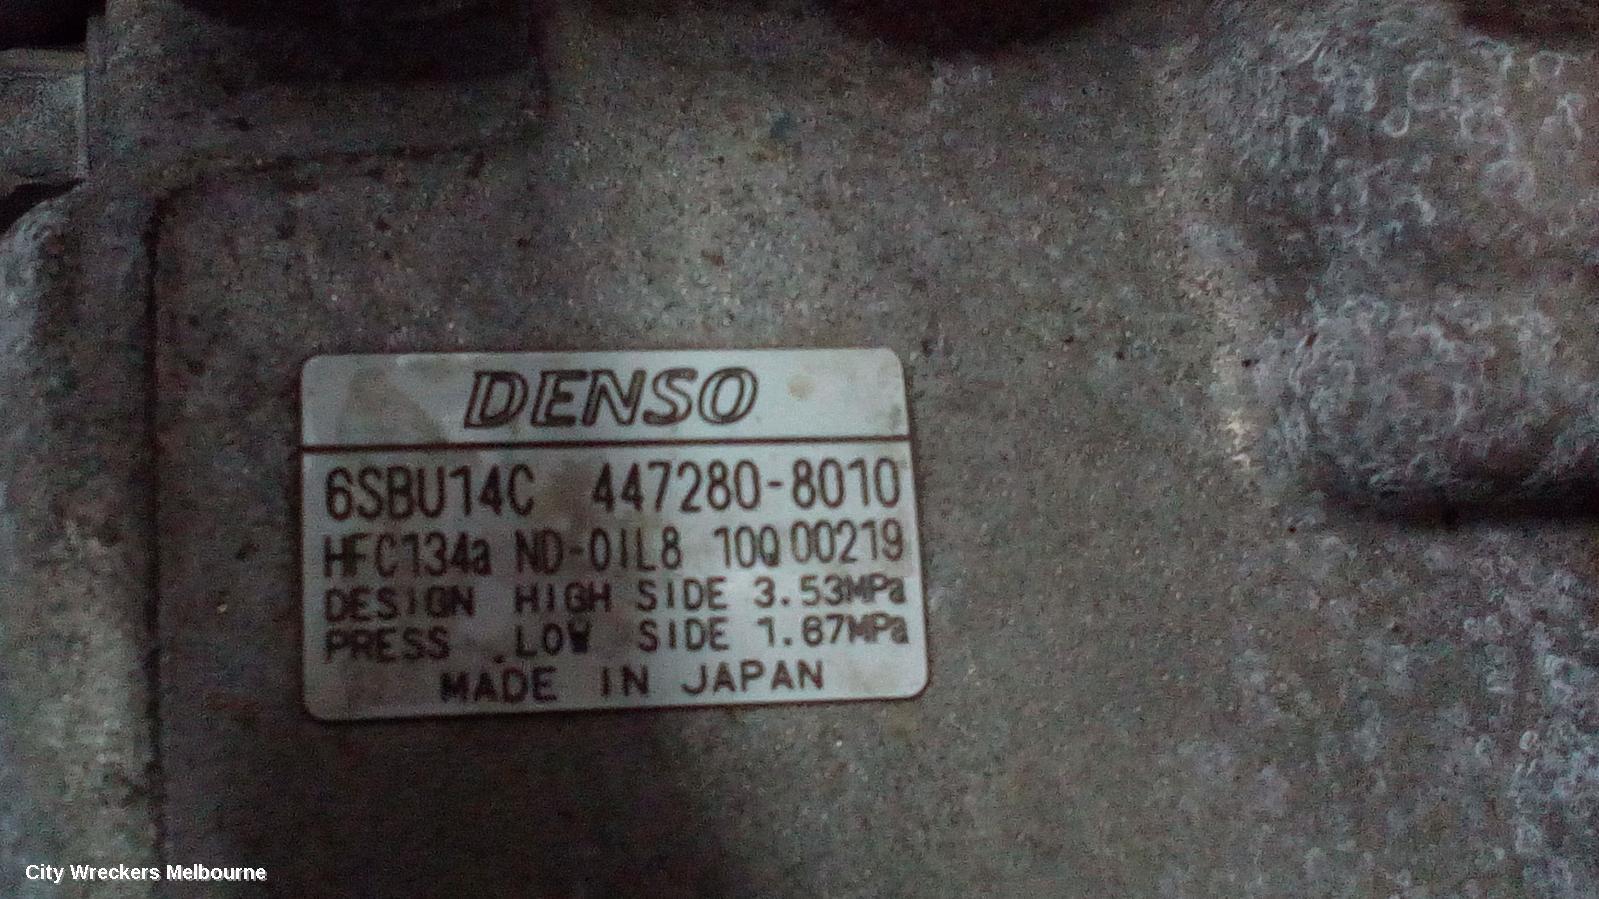 DENSO
6SBU14C 447280-8010
HFC134a ND-OIL8 10Q00219
DESIGN HIGH SIDE 3.53MPa
PRESS LOW SIDE 1.67MPa
MADE IN JAPAN
City Wreckers Melbourne